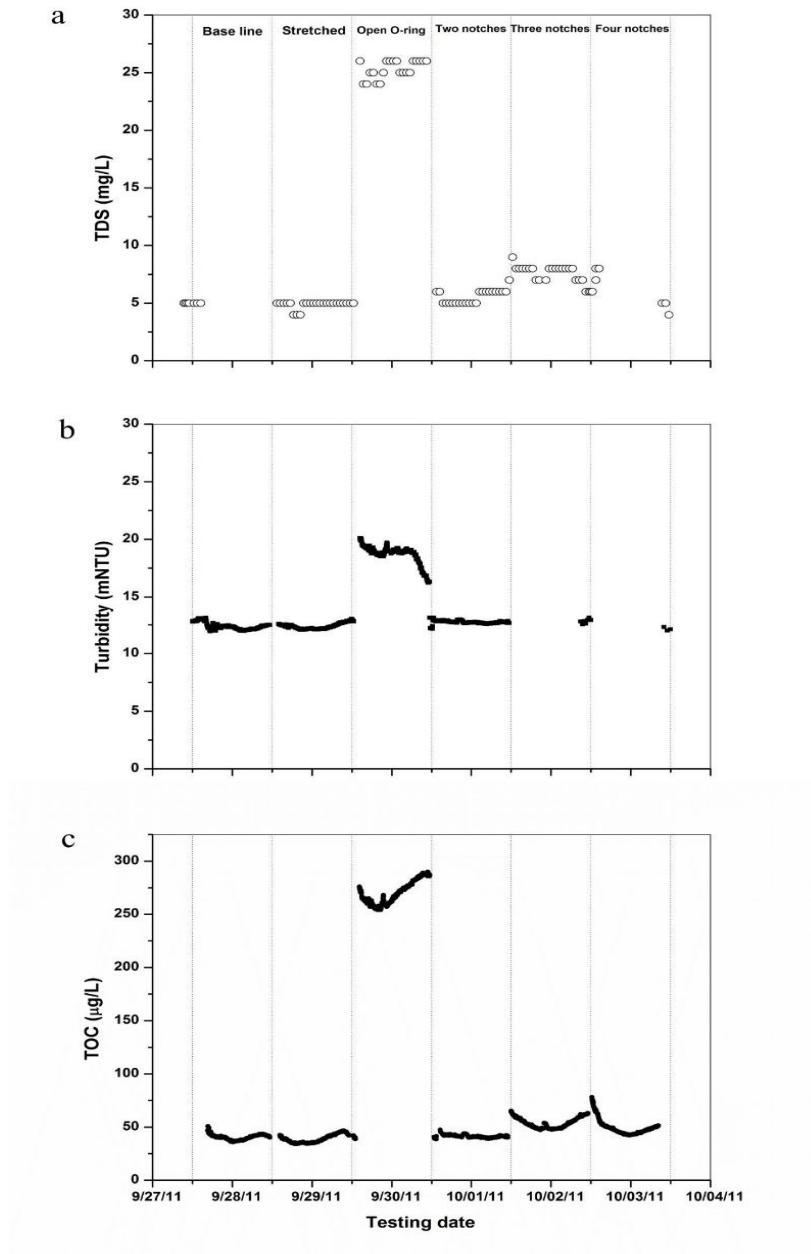 a
30
Base line Stretched Open O-ring Two notches Three notches Four notches
25
20
15
10
5
0
TDS (mg/L)
b
30
25
20
15
10
5
0
Turbidity (mNTU)
c
300
250
200
150
100
50
0
TOC (µg/L)
9/27/11 9/28/11 9/29/11 9/30/11 10/01/11 10/02/11 10/03/11 10/04/11
Testing date